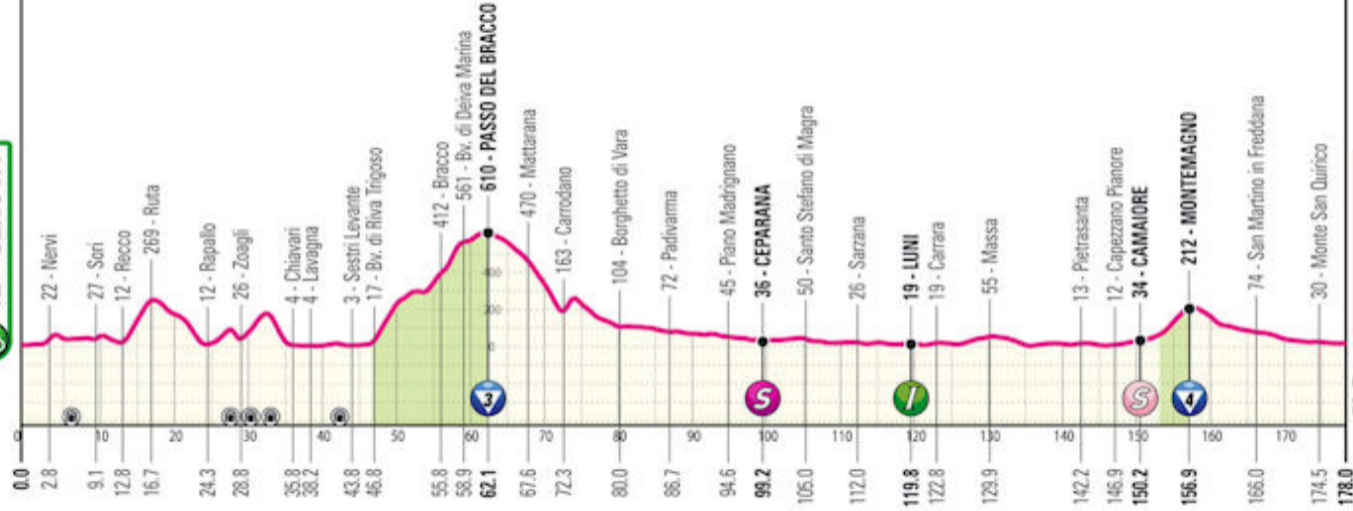 22 - Nervi
27 - Sori
12 - Recco
269 - Ruta
12 - Rapallo
26 - Zoagli
4 - Chiavari
4 - Lavagna
3 - Sestri Levante
17 - Bv. di Riva Trigoso
412 - Bracco
561 - Bv. di Deiva Marina
610 - PASSO DEL BRACCO
470 - Mattarana
163 - Carrodano
104 - Borghetto di Vara
72 - Padivarma
45 - Piano Madrignano
36 - CEPARANA
50 - Santo Stefano di Magra
26 - Sarzana
19 - LUNI
19 - Carrara
55 - Massa
13 - Pietrasanta
12 - Capezzano Pianore
34 - CAMAIORE
212 - MONTEMAGNO
74 - San Martino in Freddana
30 - Monte San Quirico
400
200
0
3 S I S 4
0 10 20 30 40 50 60 70 80 90 100 110 120 130 140 150 160 170
0.0 2.8 9.1 12.8 16.7 24.3 28.8 35.8 38.2 43.8 46.8 55.8 58.9 62.1 67.6 72.3 80.0 86.7 94.6 99.2 105.0 112.0 119.8 122.8 129.9 142.2 146.9 150.2 156.9 166.0 174.5 178.0